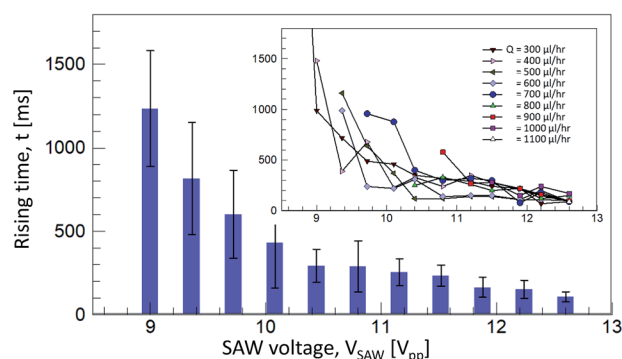 Rising time, t [ms]
1500
1000
500
0
9
10
11
12
13
SAW voltage, V_SAW [V_pp]
1500
1000
500
0
9
10
11
12
13
Q = 300 µl/hr
= 400 µl/hr
= 500 µl/hr
= 600 µl/hr
= 700 µl/hr
= 800 µl/hr
= 900 µl/hr
= 1000 µl/hr
= 1100 µl/hr